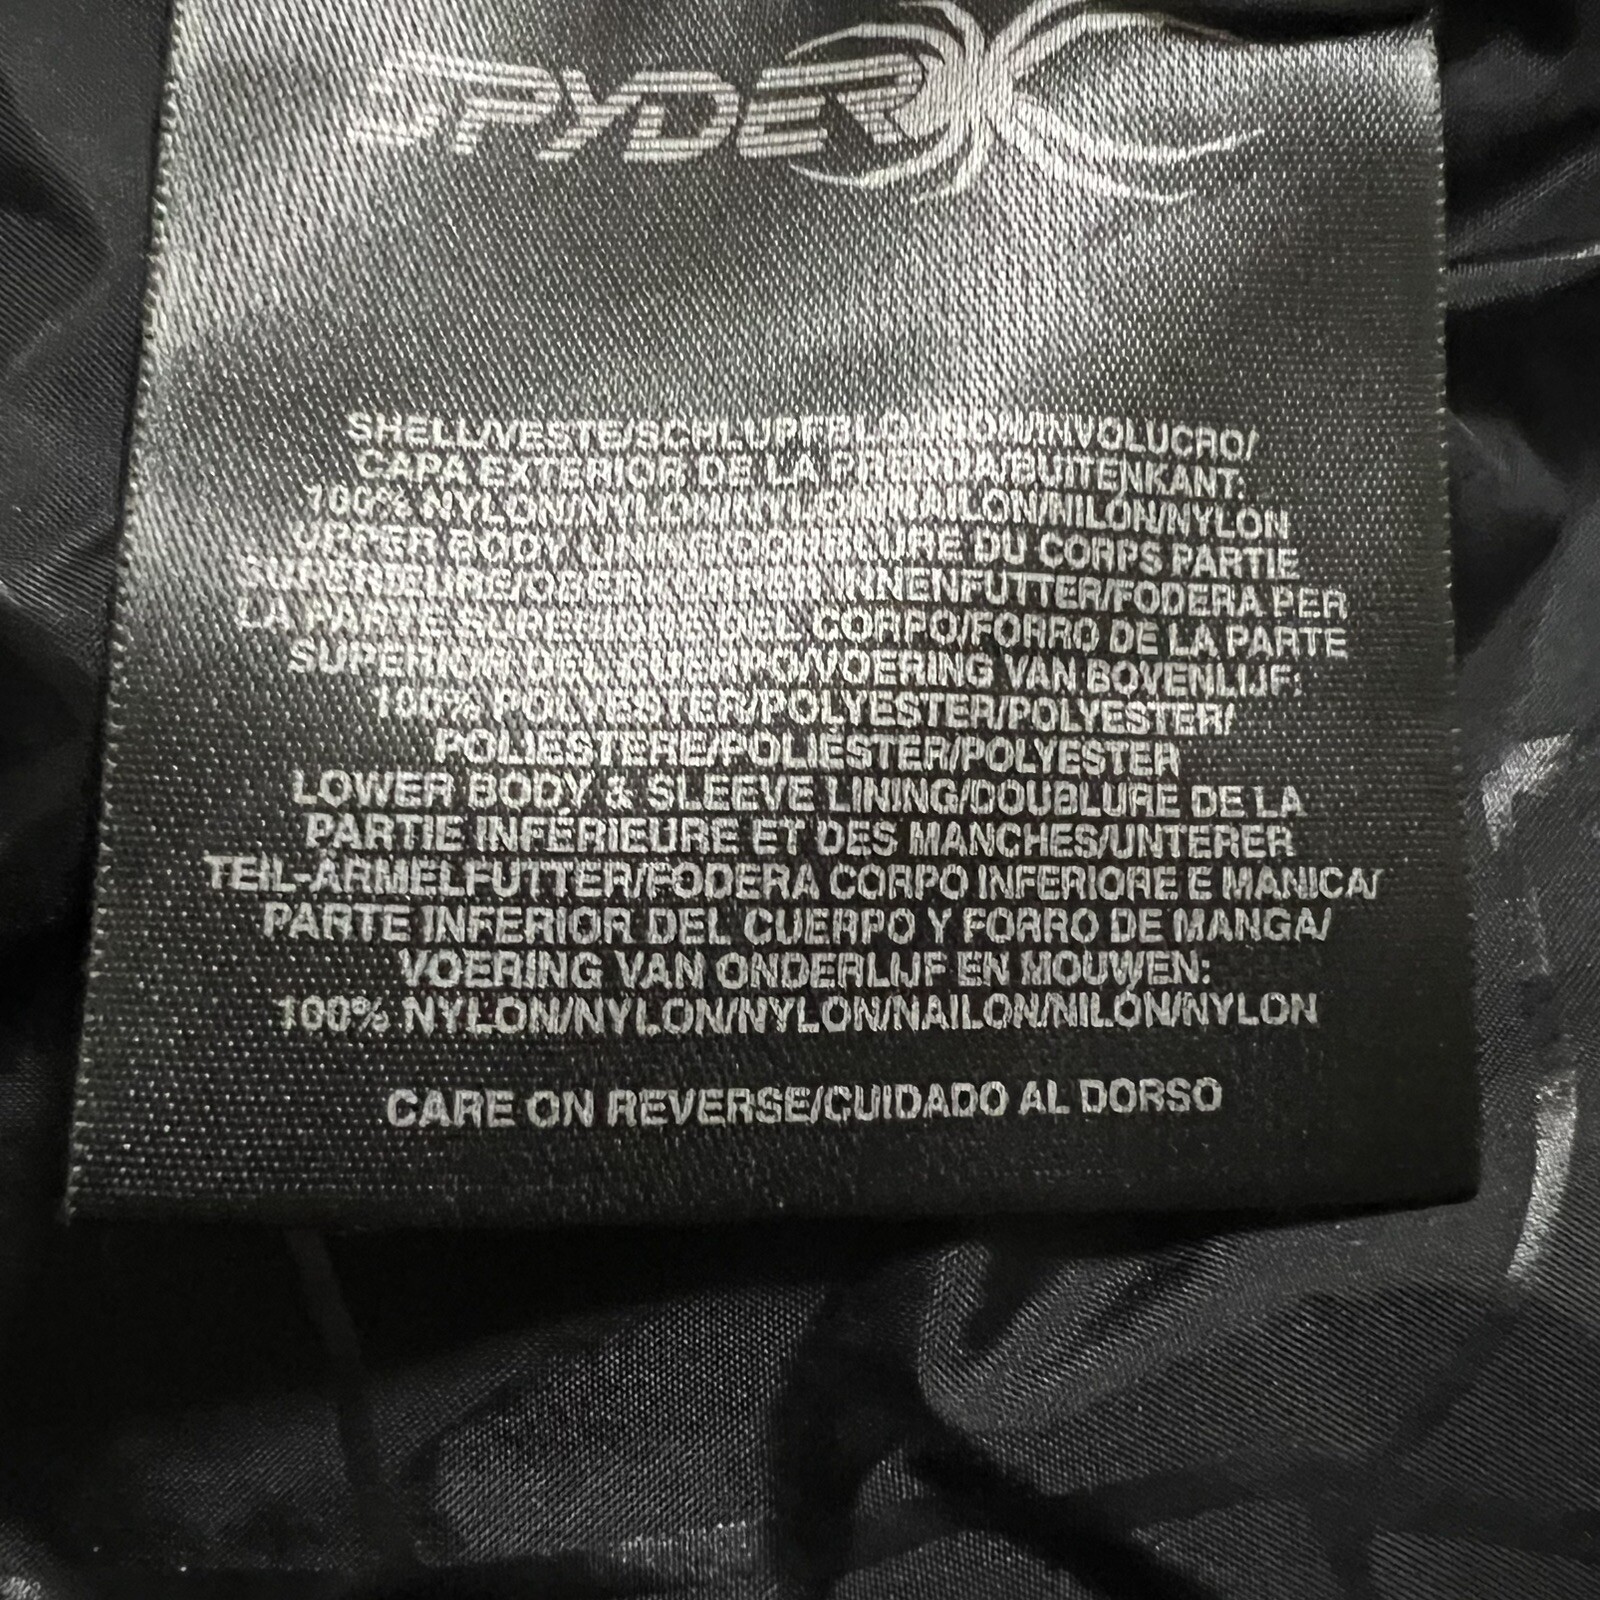 SPYDER
SHELL/VESTE/SCHLUPFBLOUSON/INVOLUCRO/
CAPA EXTERIOR DE LA PRENDA/BUITENKANT:
100% NYLON/NYLON/NYLON/NAILON/NILÓN/NYLON
UPPER BODY LINING/DOUBLURE DU CORPS PARTIE
SUPERIEURE/OBERKÖRPER INNENFUTTER/FODERA PER
LA PARTE SUPERIORE DEL CORPO/FORRO DE LA PARTE
SUPERIOR DEL CUERPO/VOERING VAN BOVENLIJF:
100% POLYESTER/POLYESTER/POLYESTER/
POLIESTERE/POLIÉSTER/POLYESTER
LOWER BODY & SLEEVE LINING/DOUBLURE DE LA
PARTIE INFÉRIEURE ET DES MANCHES/UNTERER
TEIL-ÄRMELFUTTER/FODERA CORPO INFERIORE E MANICA/
PARTE INFERIOR DEL CUERPO Y FORRO DE MANGA/
VOERING VAN ONDERLIJF EN MOUWEN:
100% NYLON/NYLON/NYLON/NAILON/NILÓN/NYLON
CARE ON REVERSE/CUIDADO AL DORSO